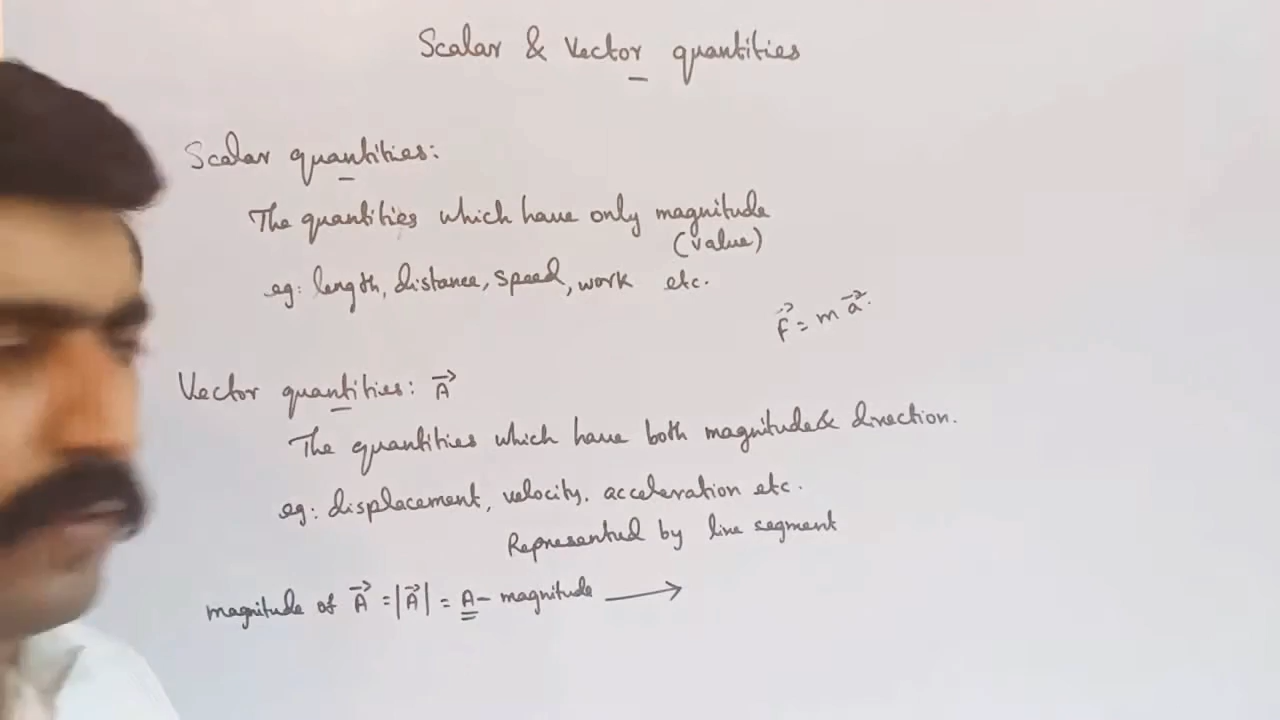 Scalar & Vector quantities
Scalar quantities:
The quantities which have only magnitude
(value)
eg: length, distance, speed, work etc.
F⃗ = m a⃗.
Vector quantities: A⃗
The quantities which have both magnitude & direction.
eg: displacement, velocity, acceleration etc.
Represented by line segment
magnitude of A⃗ = |A⃗| = A – magnitude ⟶